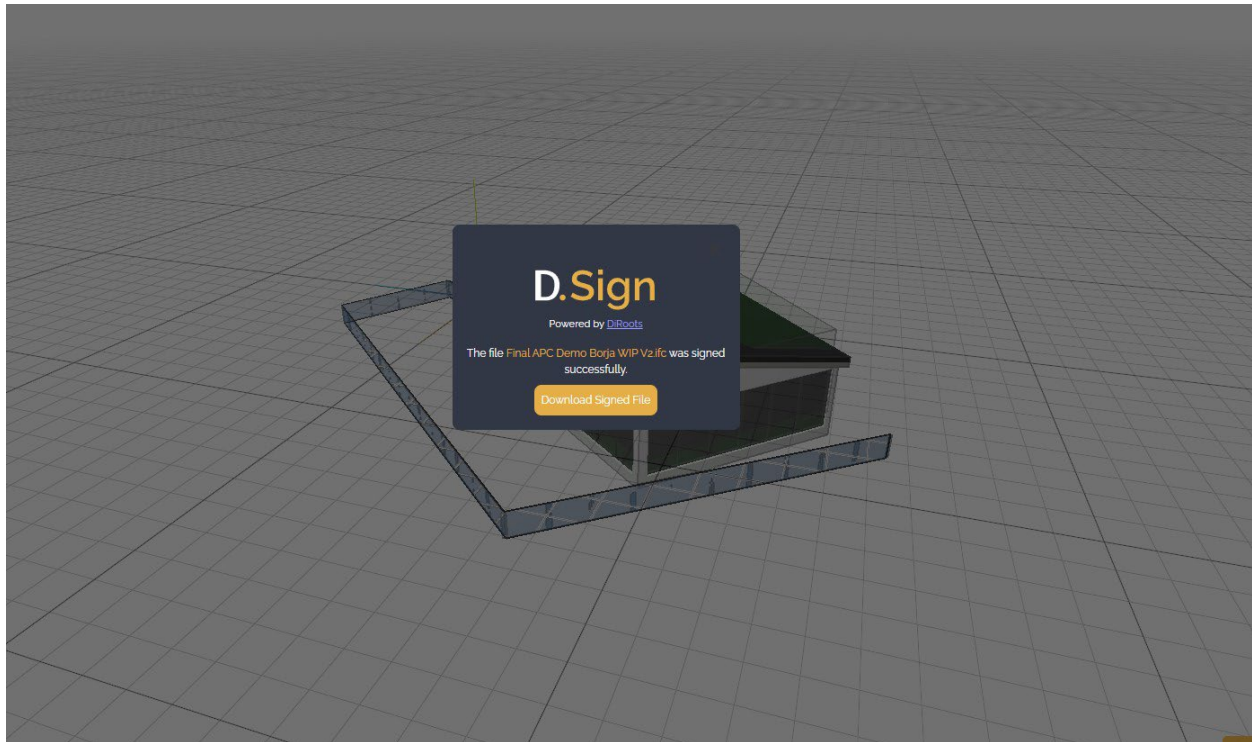 D.Sign
Powered by DiRoots
The file Final APC Demo Borja WIP V2.ifc was signed
successfully.
Download Signed File